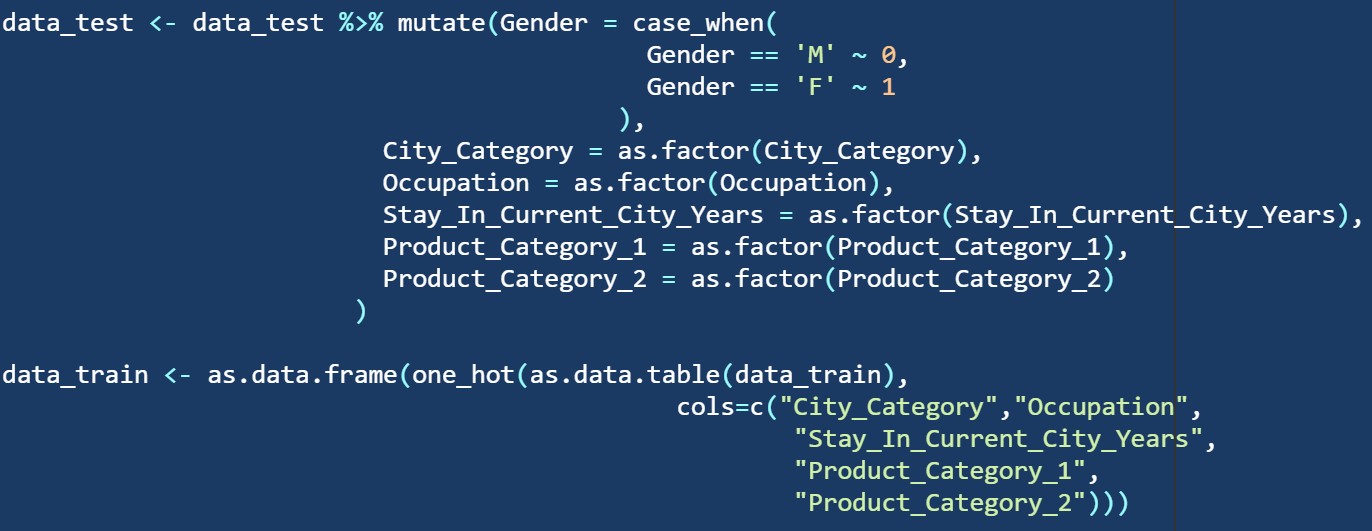 data_test <- data_test %>% mutate(Gender = case_when(
Gender == 'M' ~ 0,
Gender == 'F' ~ 1
),
City_Category = as.factor(City_Category),
Occupation = as.factor(Occupation),
Stay_In_Current_City_Years = as.factor(Stay_In_Current_City_Years),
Product_Category_1 = as.factor(Product_Category_1),
Product_Category_2 = as.factor(Product_Category_2)
)
data_train <- as.data.frame(one_hot(as.data.table(data_train),
cols=c("City_Category","Occupation",
"Stay_In_Current_City_Years",
"Product_Category_1",
"Product_Category_2")))